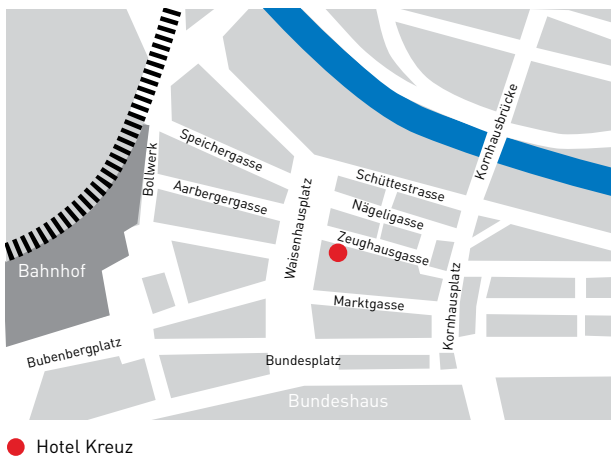 Kornhausbrücke
Speichergasse
Bollwerk
Schüttestrasse
Aarbergergasse
Nägeligasse
Waisenhausplatz
Zeughausgasse
Bahnhof
Marktgasse
Kornhausplatz
Bubenbergplatz
Bundesplatz
Bundeshaus
Hotel Kreuz